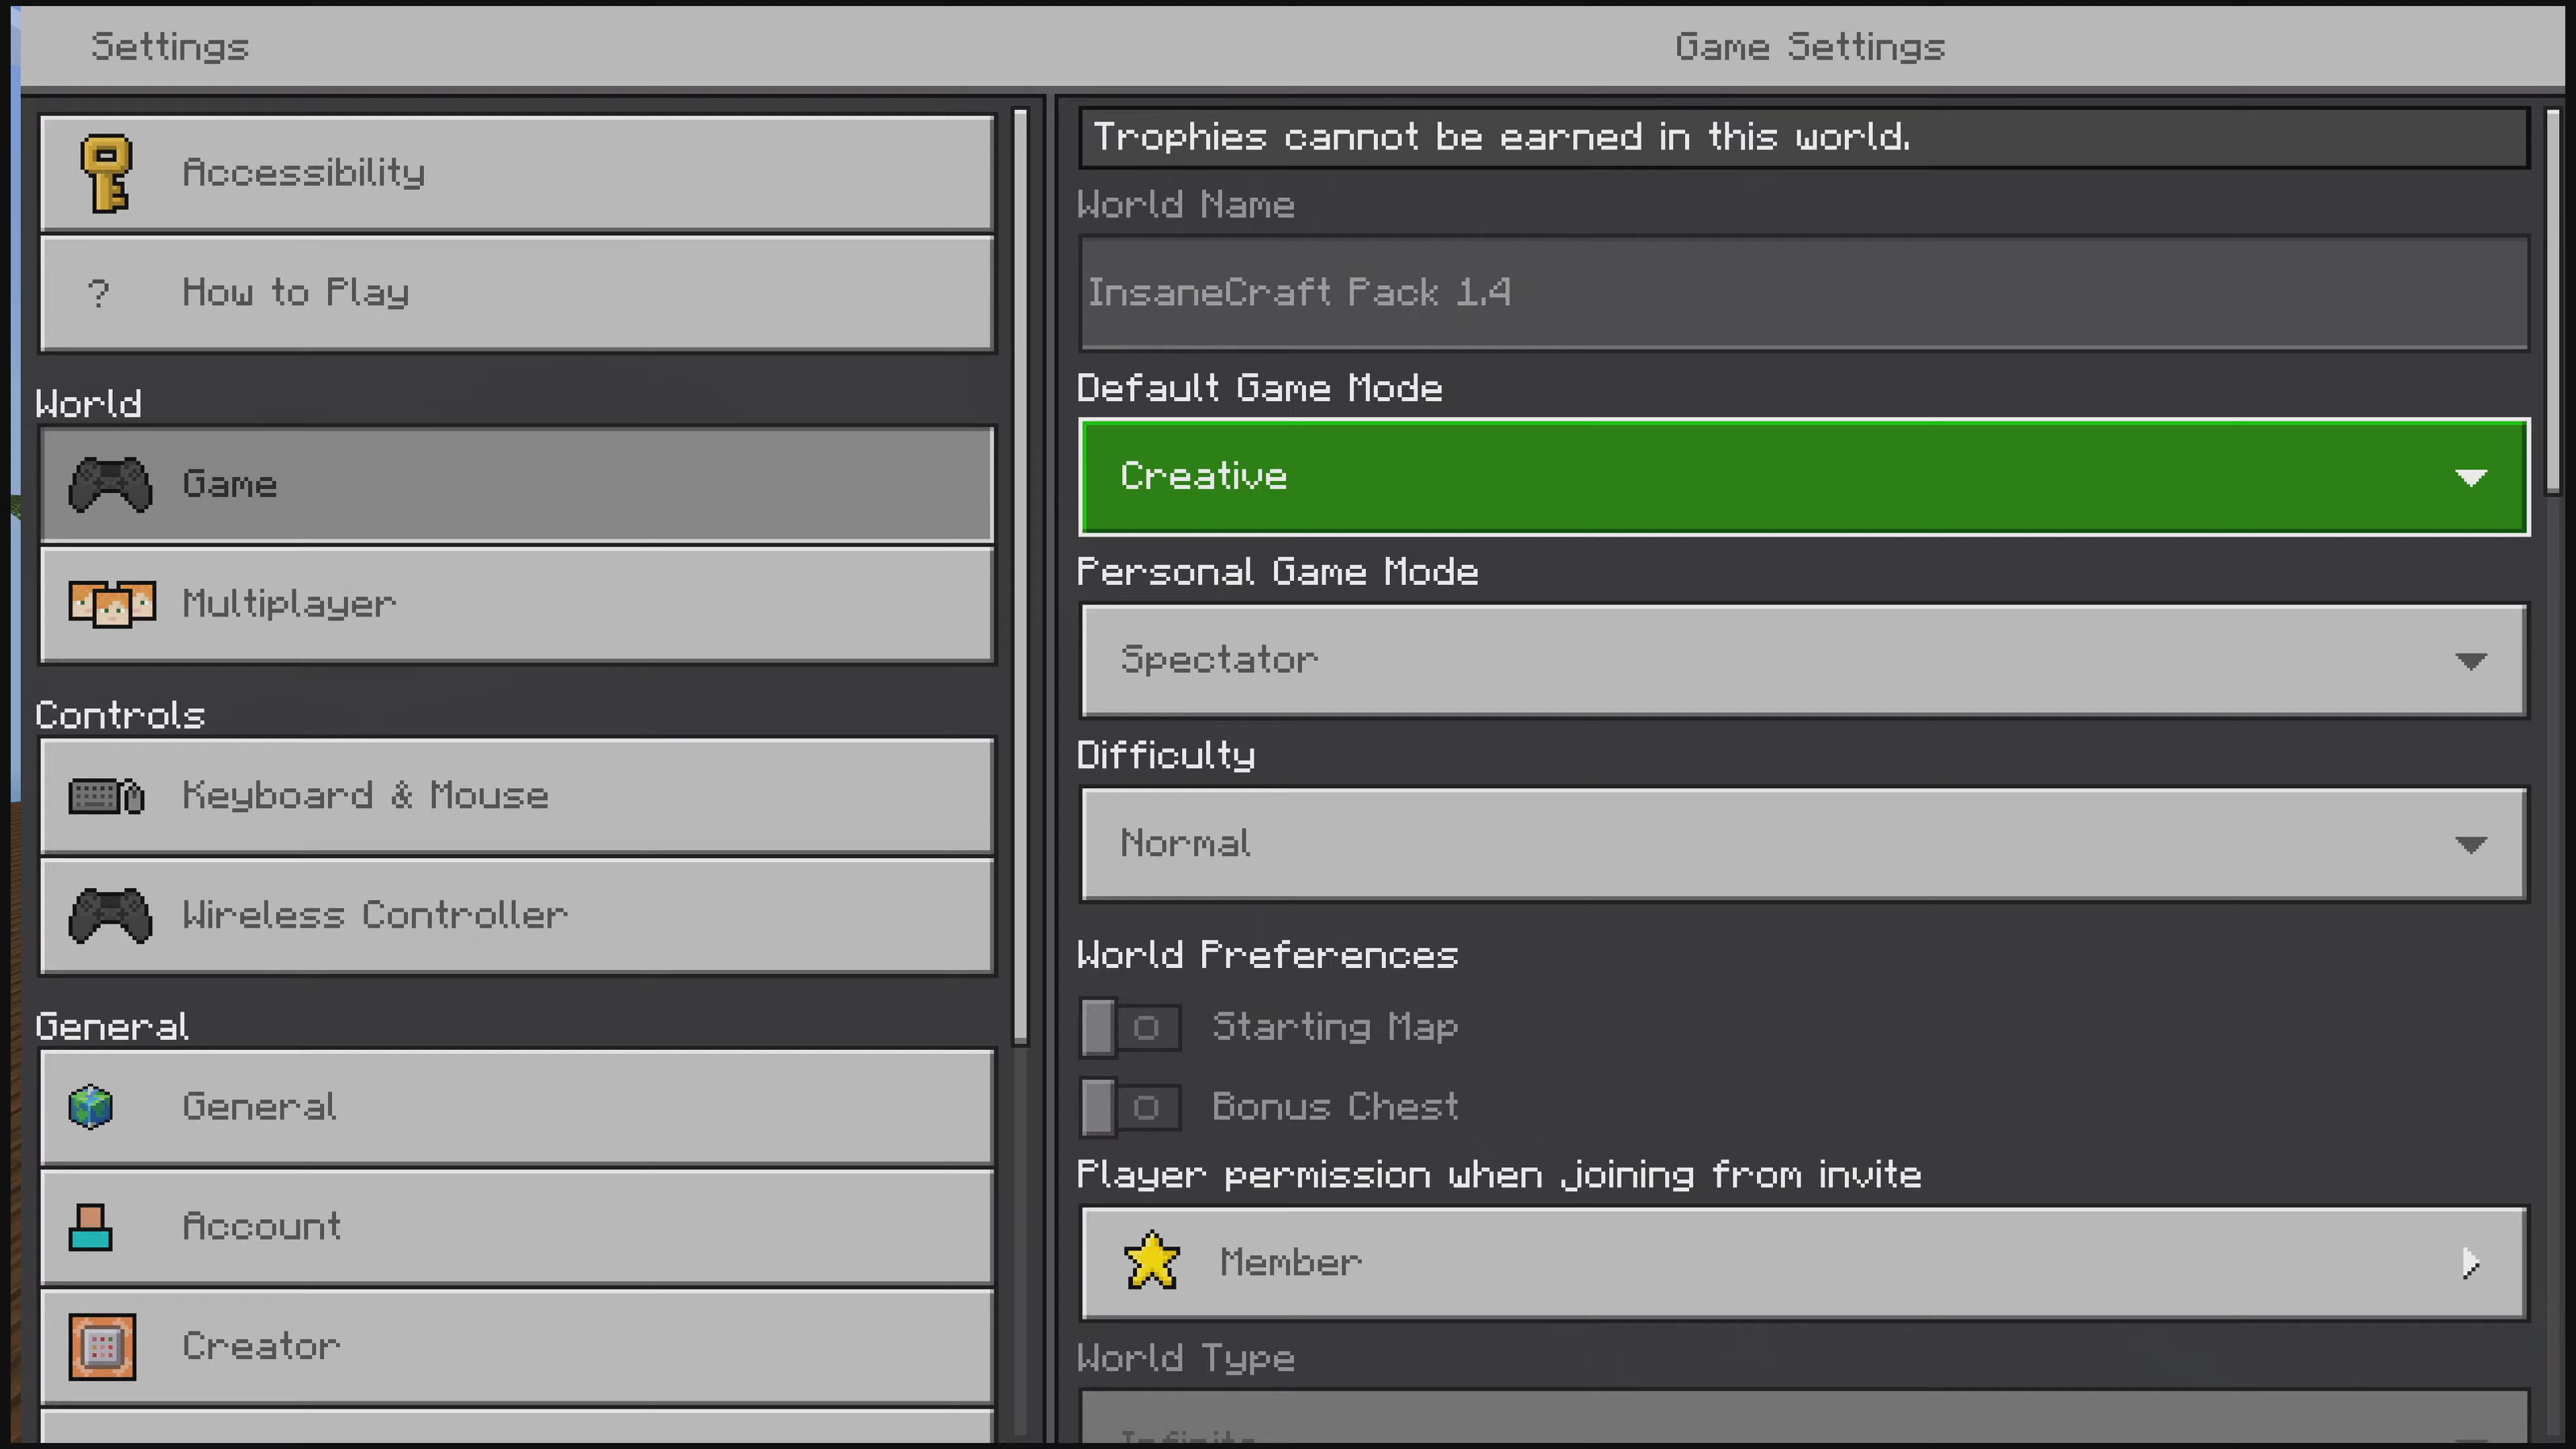 Settings
Game Settings
Accessibility
? How to Play
World
Game
Multiplayer
Controls
Keyboard & Mouse
Wireless Controller
General
General
Account
Creator
Trophies cannot be earned in this world.
World Name
InsaneCraft Pack 1.4
Default Game Mode
Creative
Personal Game Mode
Spectator
Difficulty
Normal
World Preferences
Starting Map
Bonus Chest
Player permission when joining from invite
Member
World Type
Infinite